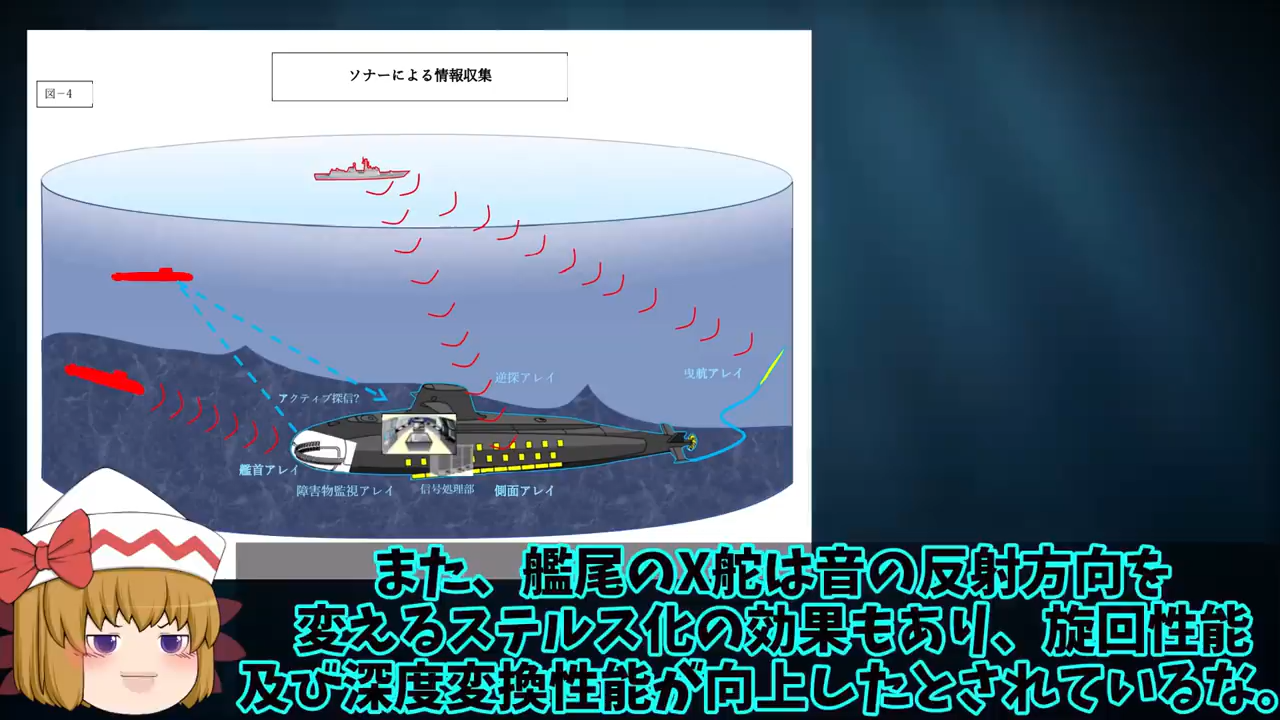 ソナーによる情報収集
図－4
逆探アレイ
曳航アレイ
アクティブ探信?
艦首アレイ
障害物監視アレイ
信号処理部
側面アレイ
また、艦尾のX舵は音の反射方向を
変えるステルス化の効果もあり、旋回性能
及び深度変換性能が向上したとされているな。